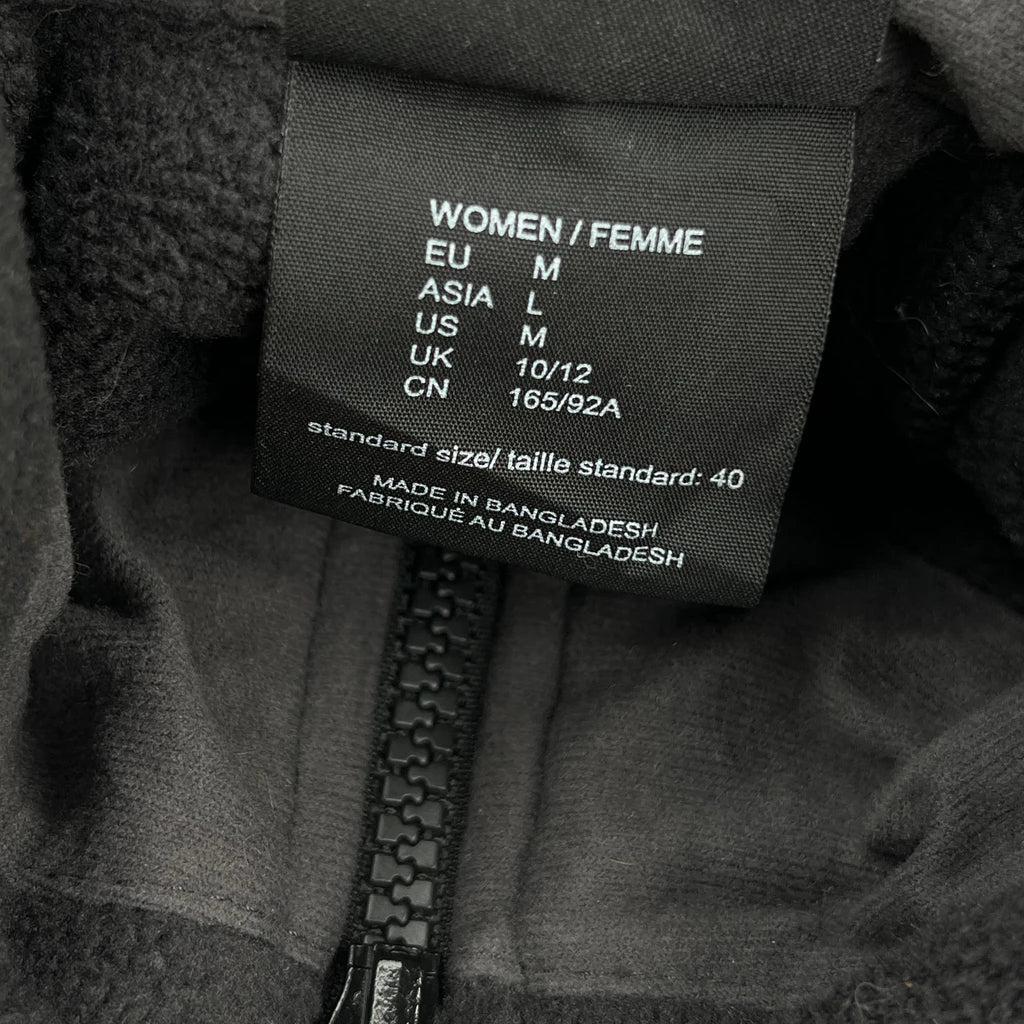 WOMEN / FEMME
EU M
ASIA L
US M
UK 10/12
CN 165/92A
standard size/ taille standard: 40
MADE IN BANGLADESH
FABRIQUÉ AU BANGLADESH